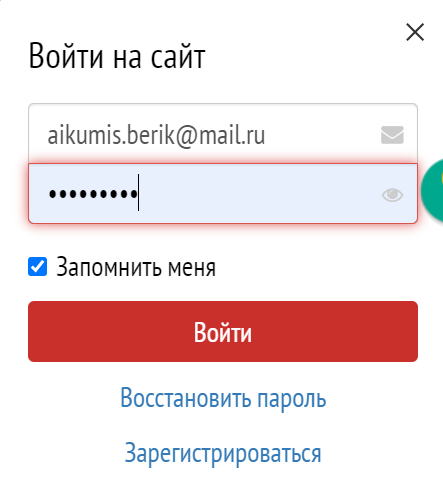 Войти на сайт
aikumis.berik@mail.ru
•••••••••
Запомнить меня
Войти
Восстановить пароль
Зарегистрироваться